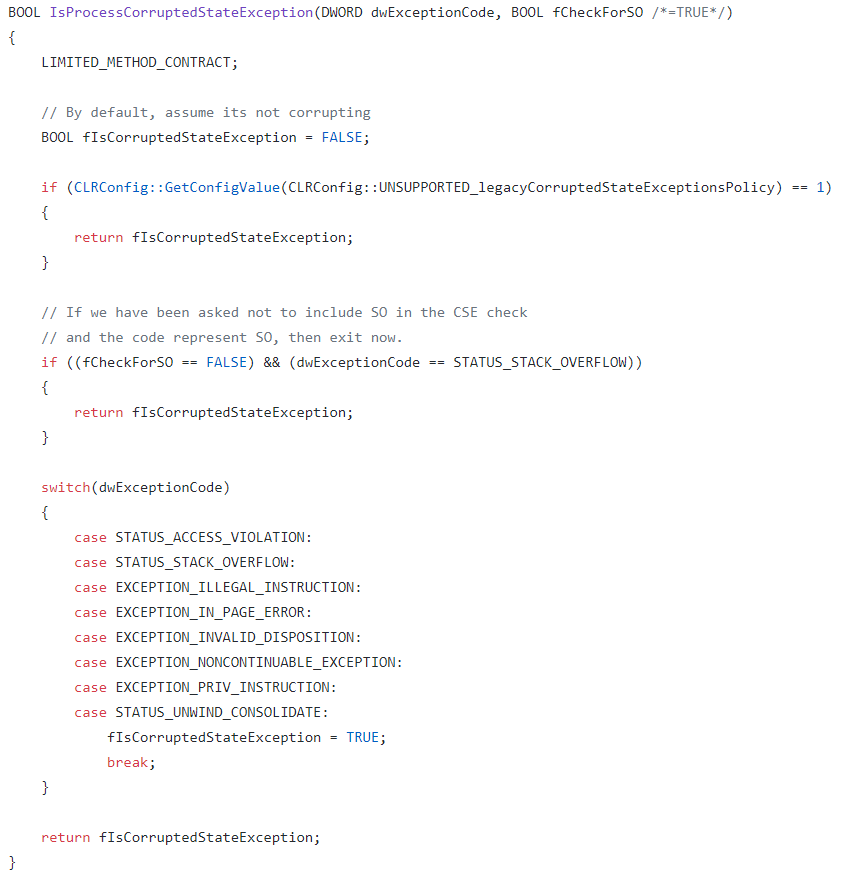 BOOL IsProcessCorruptedStateException(DWORD dwExceptionCode, BOOL fCheckForSO /*=TRUE*/)
{
    LIMITED_METHOD_CONTRACT;

    // By default, assume its not corrupting
    BOOL fIsCorruptedStateException = FALSE;

    if (CLRConfig::GetConfigValue(CLRConfig::UNSUPPORTED_legacyCorruptedStateExceptionsPolicy) == 1)
    {
        return fIsCorruptedStateException;
    }

    // If we have been asked not to include SO in the CSE check
    // and the code represent SO, then exit now.
    if ((fCheckForSO == FALSE) && (dwExceptionCode == STATUS_STACK_OVERFLOW))
    {
        return fIsCorruptedStateException;
    }

    switch(dwExceptionCode)
    {
        case STATUS_ACCESS_VIOLATION:
        case STATUS_STACK_OVERFLOW:
        case EXCEPTION_ILLEGAL_INSTRUCTION:
        case EXCEPTION_IN_PAGE_ERROR:
        case EXCEPTION_INVALID_DISPOSITION:
        case EXCEPTION_NONCONTINUABLE_EXCEPTION:
        case EXCEPTION_PRIV_INSTRUCTION:
        case STATUS_UNWIND_CONSOLIDATE:
            fIsCorruptedStateException = TRUE;
            break;
    }

    return fIsCorruptedStateException;
}